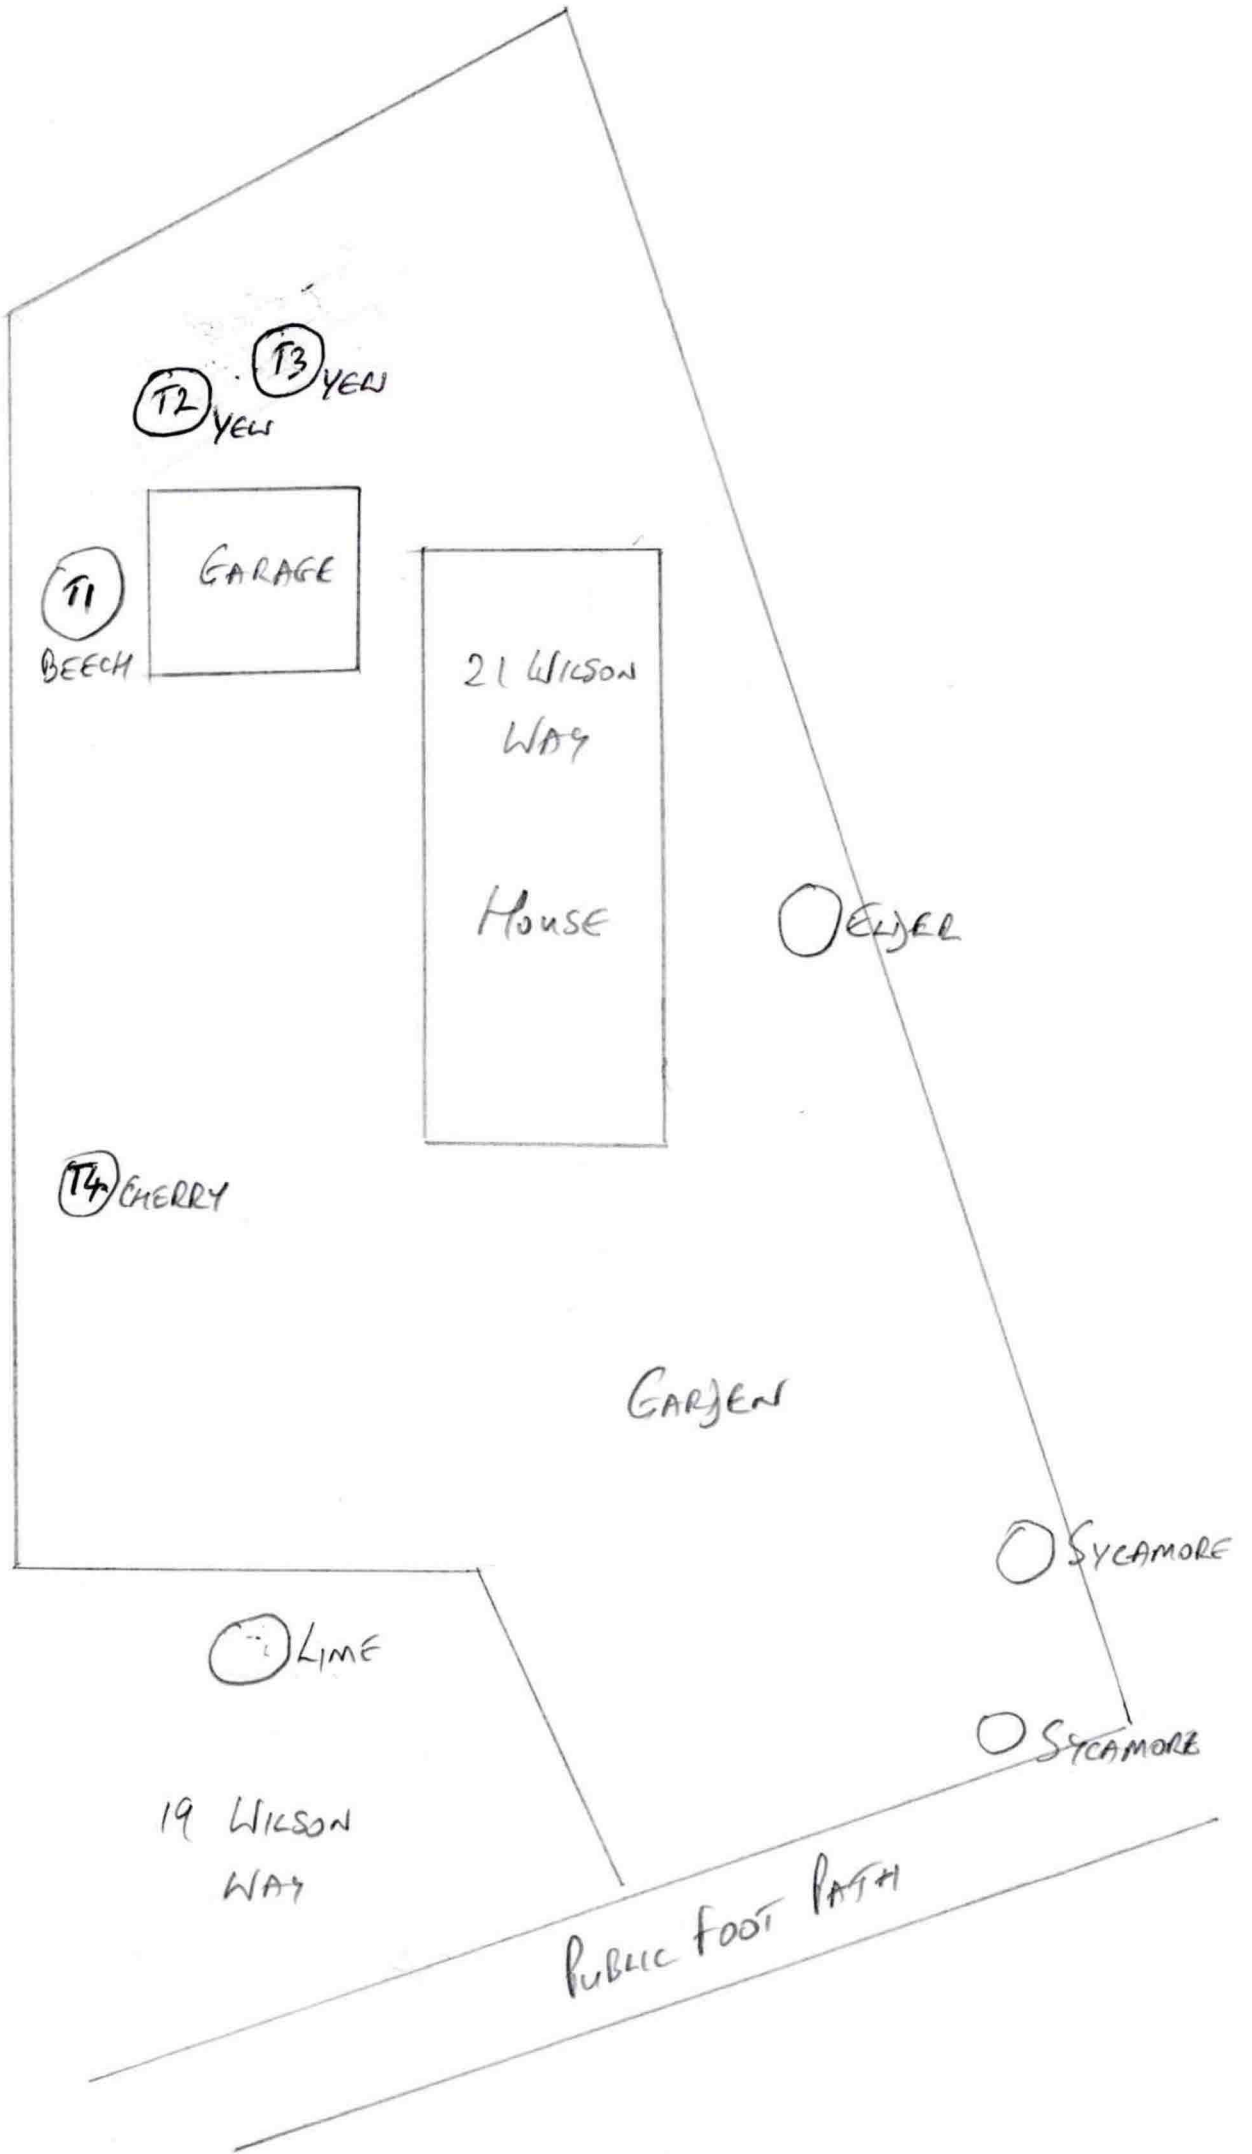 T3
YEW
T2
YEW
GARAGE
T1
BEECH
21 WILSON
WAY
HOUSE
ELDER
T4 CHERRY
GARDEN
SYCAMORE
LIME
SYCAMORE
19 WILSON
WAY
PUBLIC FOOT PATH